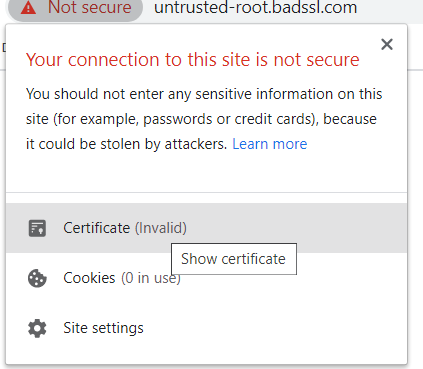 Not secure untrusted-root.badssl.com
Your connection to this site is not secure
You should not enter any sensitive information on this
site (for example, passwords or credit cards), because
it could be stolen by attackers. Learn more
Certificate (Invalid)
Show certificate
Cookies (0 in use)
Site settings